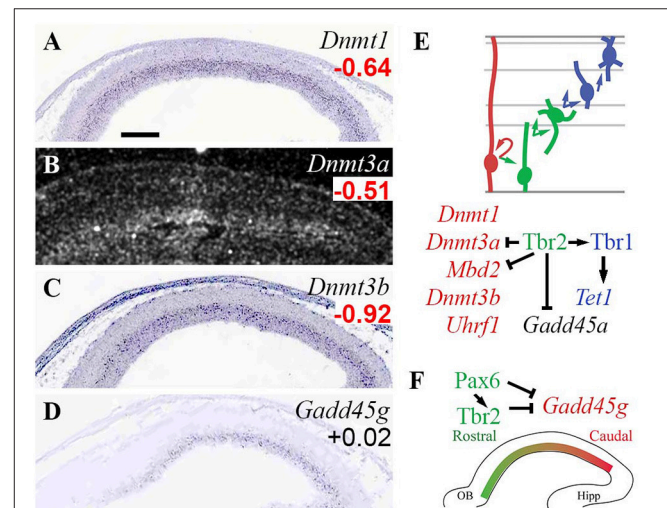 A
Dnmt1
-0.64
B
Dnmt3a
-0.51
C
Dnmt3b
-0.92
D
Gadd45g
+0.02
E
Dnmt1
Dnmt3a Tbr2 Tbr1
Mbd2
Dnmt3b Tet1
Uhrf1 Gadd45a
F
Pax6
Tbr2 Gadd45g
Rostral Caudal
OB Hipp